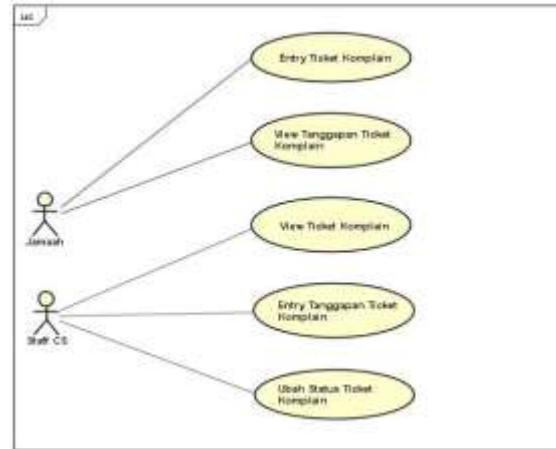 uc
Entry Ticket Komplain
View Tanggapan Ticket
Komplain
Jamaah
View Ticket Komplain
Staff CS
Entry Tanggapan Ticket
Komplain
Ubah Status Ticket
Komplain